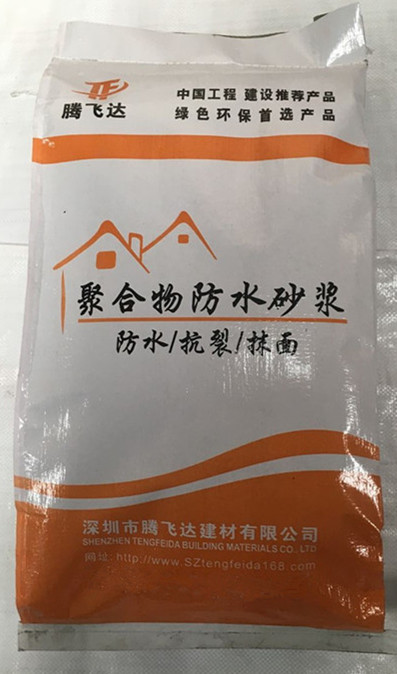 腾飞达
中国工程 建设推荐产品
绿色环保首选产品
聚合物防水砂浆
防水/抗裂/抹面
深圳市腾飞达建材有限公司
SHENZHEN TENGFEIDA BUILDING MATERIALS CO., LTD
网址: http://www.SZtengfeida168.com